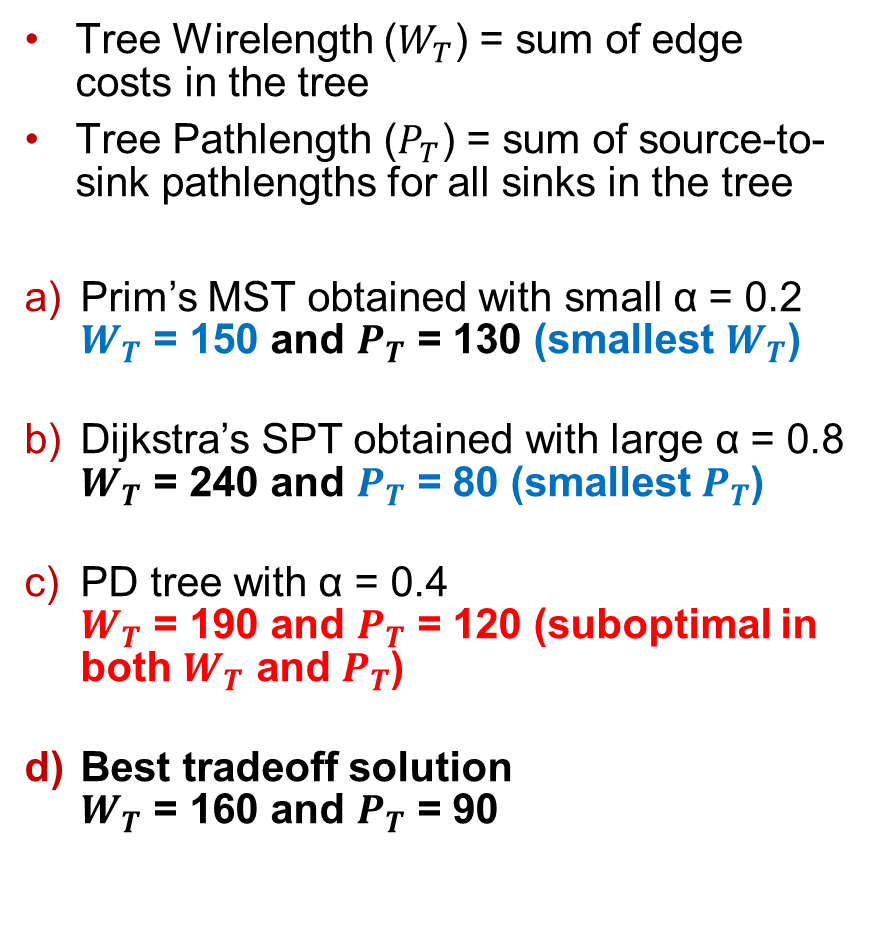 • Tree Wirelength (W_T) = sum of edge
costs in the tree
• Tree Pathlength (P_T) = sum of source-to-
sink pathlengths for all sinks in the tree
a) Prim’s MST obtained with small α = 0.2
W_T = 150 and P_T = 130 (smallest W_T)
b) Dijkstra’s SPT obtained with large α = 0.8
W_T = 240 and P_T = 80 (smallest P_T)
c) PD tree with α = 0.4
W_T = 190 and P_T = 120 (suboptimal in
both W_T and P_T)
d) Best tradeoff solution
W_T = 160 and P_T = 90